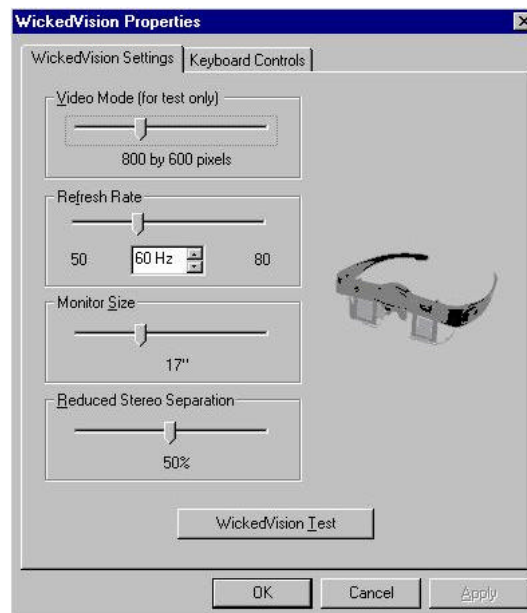 WickedVision Properties
WickedVision Settings Keyboard Controls
Video Mode (for test only)
800 by 600 pixels
Refresh Rate
50 60 Hz 80
Monitor Size
17"
Reduced Stereo Separation
50%
WickedVision Test
OK Cancel Apply